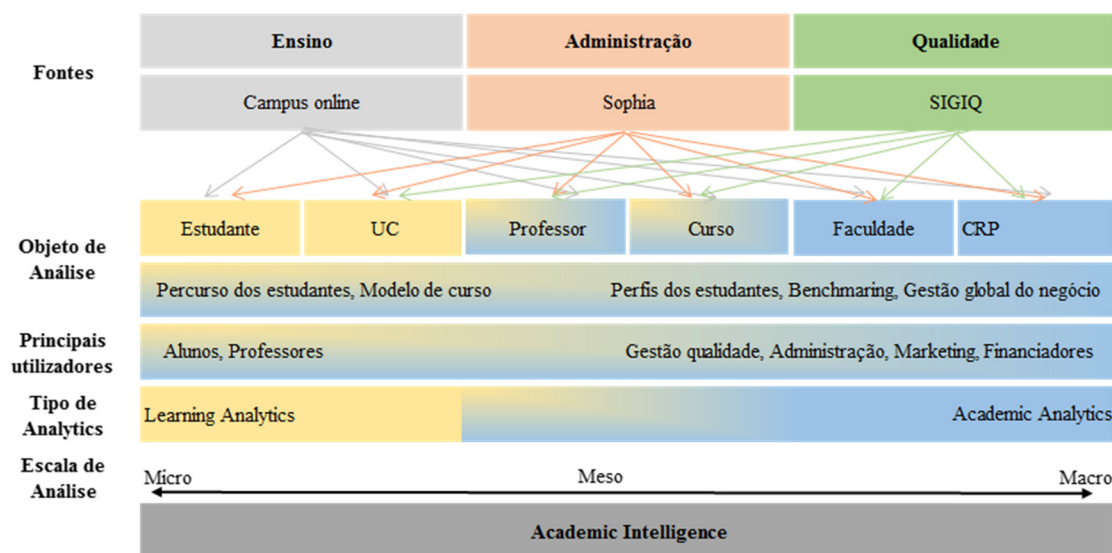 Ensino
Administração
Qualidade
Fontes
Campus online
Sophia
SIGIQ
Estudante
UC
Professor
Curso
Faculdade
CRP
Objeto de
Análise
Percurso dos estudantes, Modelo de curso
Perfis dos estudantes, Benchmaring, Gestão global do negócio
Principais
utilizadores
Alunos, Professores
Gestão qualidade, Administração, Marketing, Financiadores
Tipo de
Analytics
Learning Analytics
Academic Analytics
Escala de
Análise
Micro
Meso
Macro
Academic Intelligence